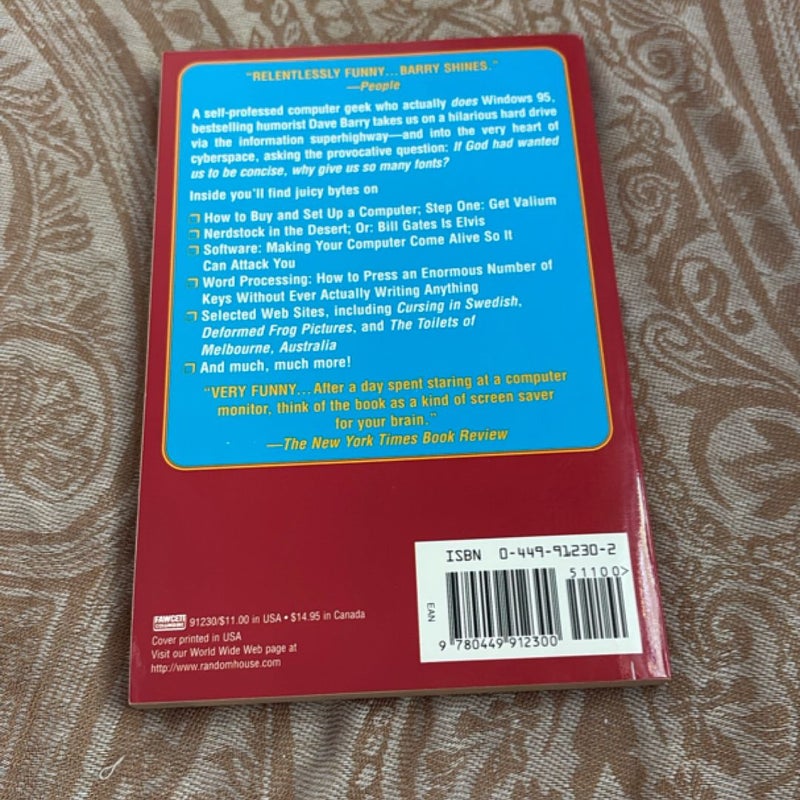 "RELENTLESSLY FUNNY...BARRY SHINES."
—People
A self-professed computer geek who actually does Windows 95,
bestselling humorist Dave Barry takes us on a hilarious hard drive
via the information superhighway—and into the very heart of
cyberspace, asking the provocative question: If God had wanted
us to be concise, why give us so many fonts?
Inside you'll find juicy bytes on
How to Buy and Set Up a Computer; Step One: Get Valium
Nerdstock in the Desert; Or: Bill Gates Is Elvis
Software: Making Your Computer Come Alive So It
Can Attack You
Word Processing: How to Press an Enormous Number of
Keys Without Ever Actually Writing Anything
Selected Web Sites, including Cursing in Swedish,
Deformed Frog Pictures, and The Toilets of
Melbourne, Australia
And much, much more!
"VERY FUNNY...After a day spent staring at a computer
monitor, think of the book as a kind of screen saver
for your brain."
—The New York Times Book Review
ISBN 0-449-91230-2
51100>
EAN
9 780449 912300
FAWCETT
COLUMBINE
91230/$11.00 in USA • $14.95 in Canada
Cover printed in USA
Visit our World Wide Web page at
http://www.randomhouse.com